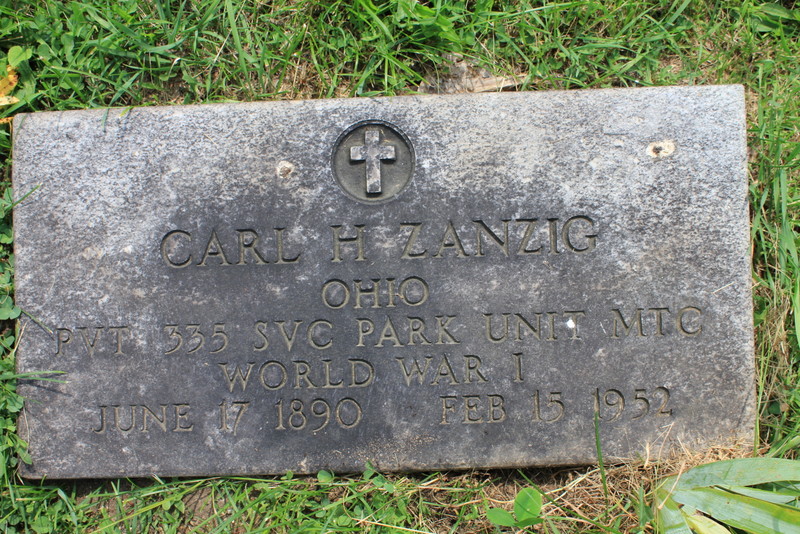 CARL H ZANZIG
OHIO
PVT 335 SVC PARK UNIT MTC
WORLD WAR I
JUNE 17 1890 FEB 15 1952